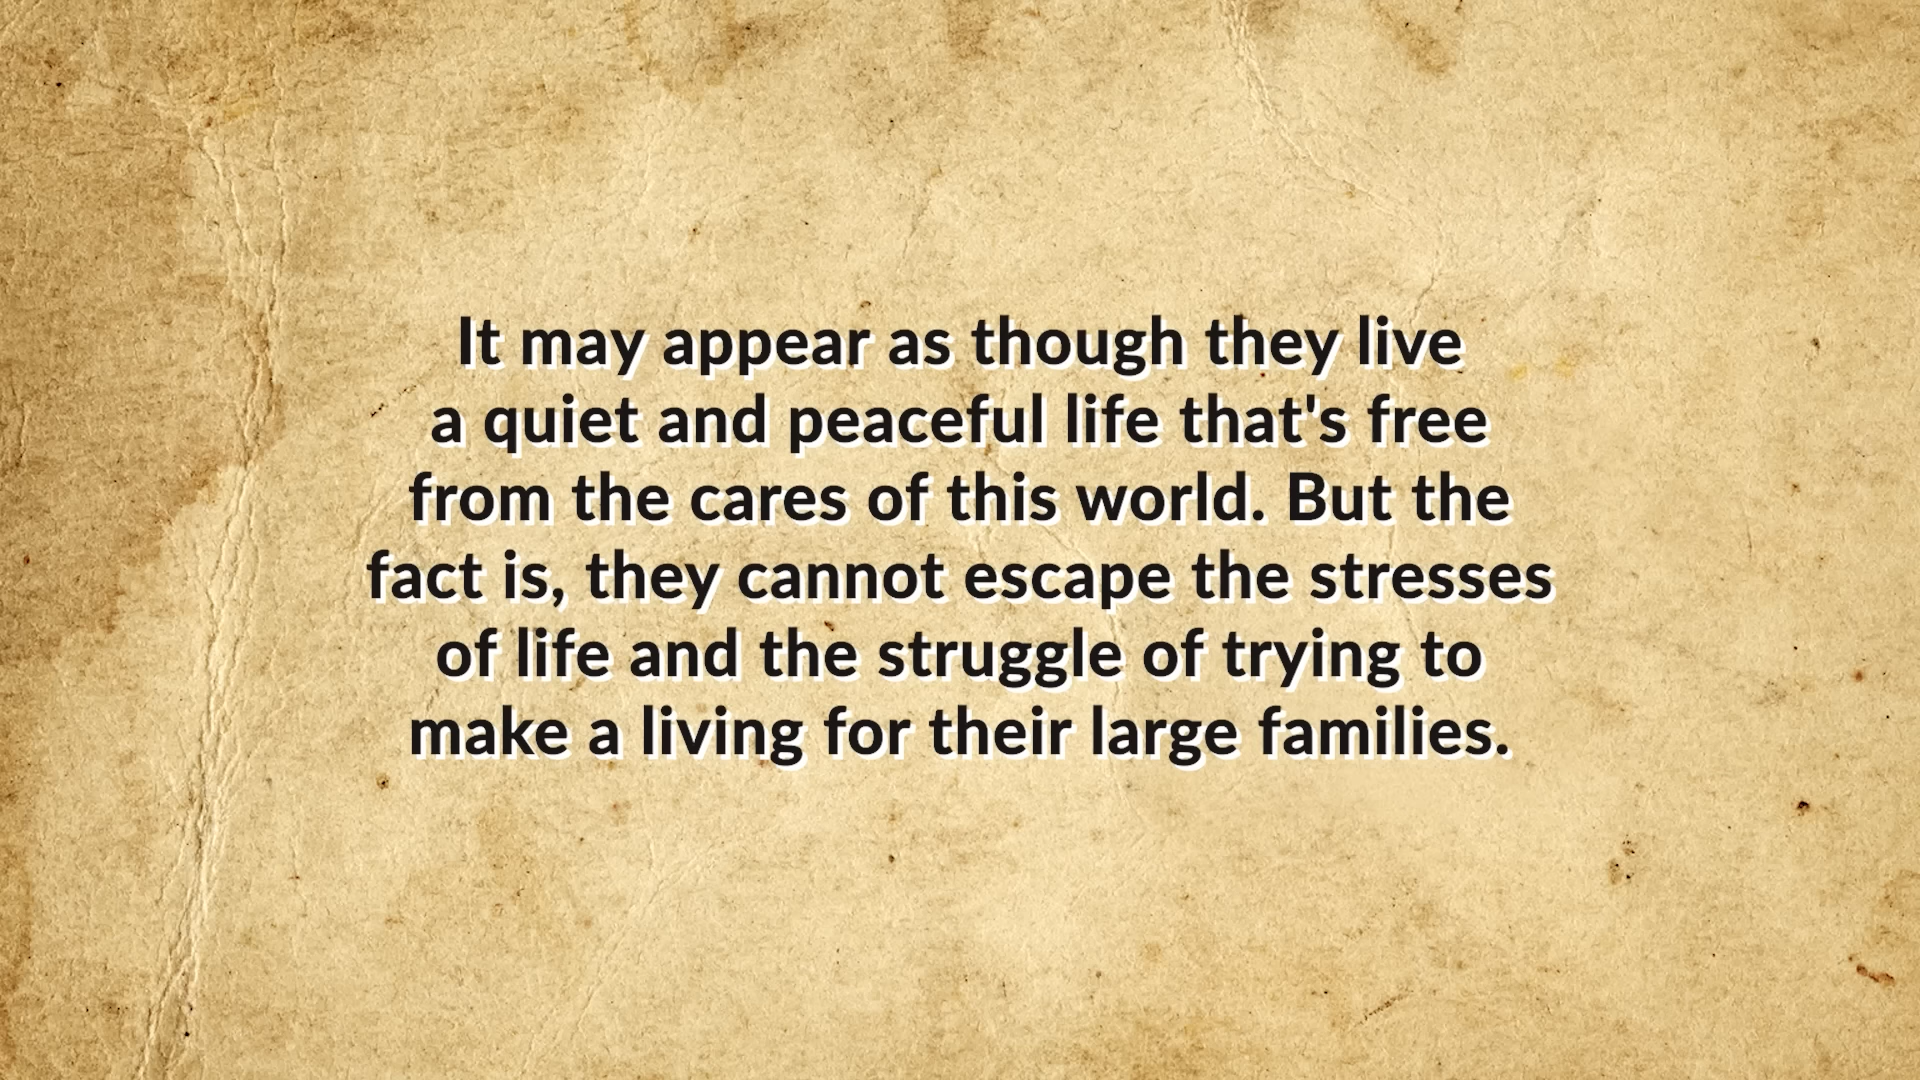 It may appear as though they live
a quiet and peaceful life that's free
from the cares of this world. But the
fact is, they cannot escape the stresses
of life and the struggle of trying to
make a living for their large families.